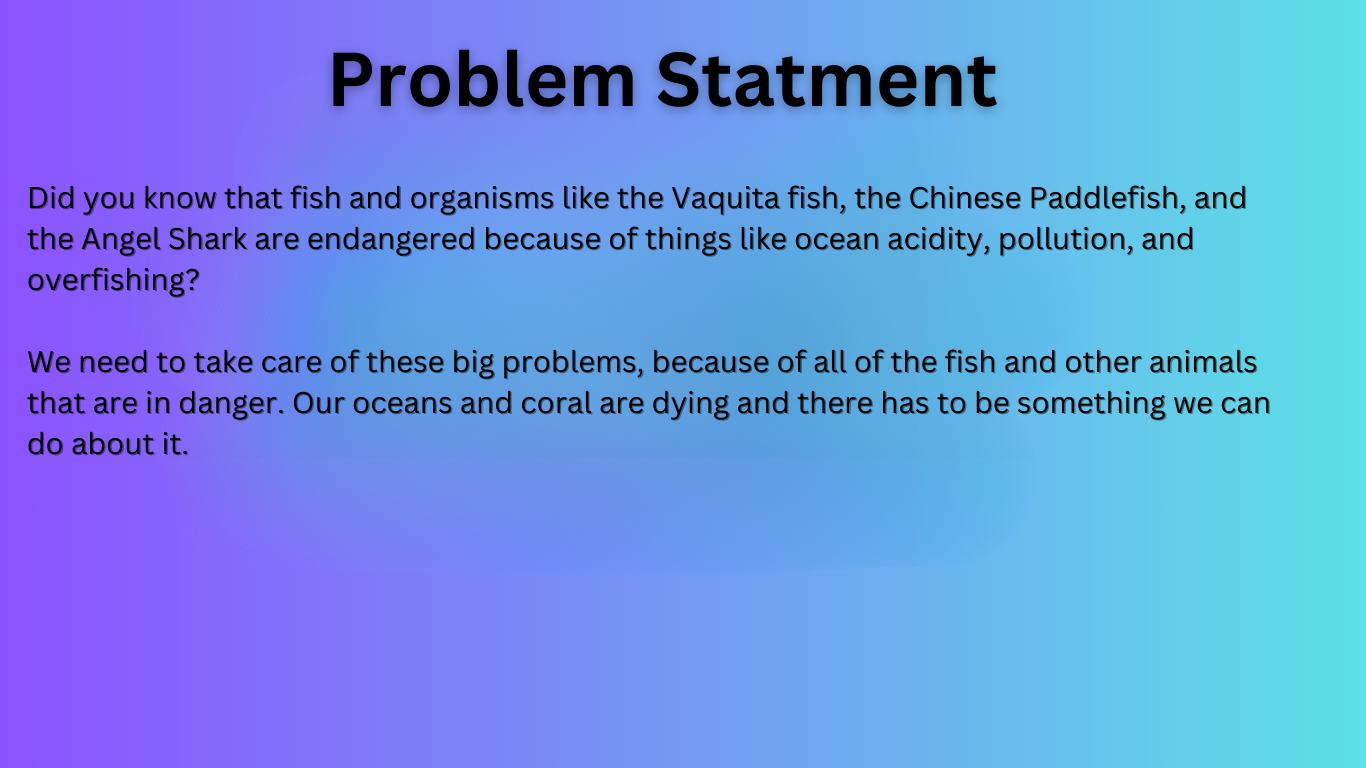 Problem Statment
Did you know that fish and organisms like the Vaquita fish, the Chinese Paddlefish, and
the Angel Shark are endangered because of things like ocean acidity, pollution, and
overfishing?
We need to take care of these big problems, because of all of the fish and other animals
that are in danger. Our oceans and coral are dying and there has to be something we can
do about it.